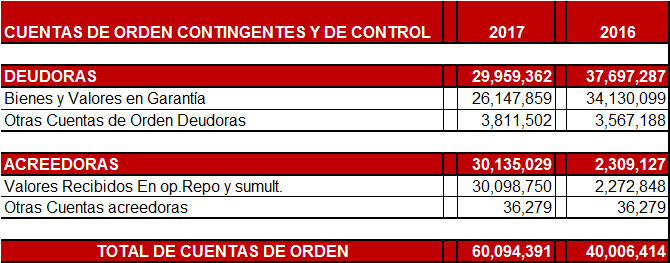 CUENTAS DE ORDEN CONTINGENTES Y DE CONTROL 2017 2016
DEUDORAS 29,959,362 37,697,287
Bienes y Valores en Garantía 26,147,859 34,130,099
Otras Cuentas de Orden Deudoras 3,811,502 3,567,188
ACREEDORAS 30,135,029 2,309,127
Valores Recibidos En op.Repo y sumult. 30,098,750 2,272,848
Otras Cuentas acreedoras 36,279 36,279
TOTAL DE CUENTAS DE ORDEN 60,094,391 40,006,414